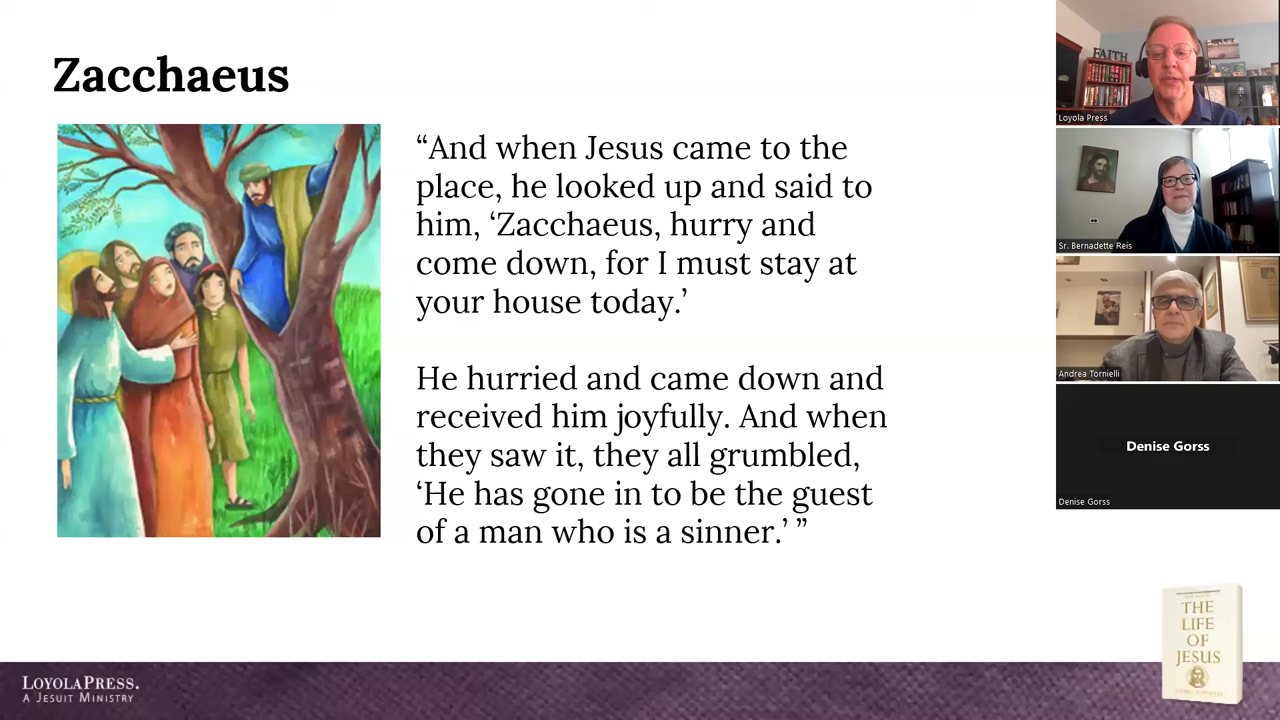 Zacchaeus
“And when Jesus came to the
place, he looked up and said to
him, ‘Zacchaeus, hurry and
come down, for I must stay at
your house today.’
He hurried and came down and
received him joyfully. And when
they saw it, they all grumbled,
‘He has gone in to be the guest
of a man who is a sinner.’ ”
FAITH
Loyola Press
Sr. Bernadette Reis
Andrea Tornielli
Denise Gorss
Denise Gorss
THE
LIFE
OF
JESUS
LOYOLAPRESS.
A JESUIT MINISTRY